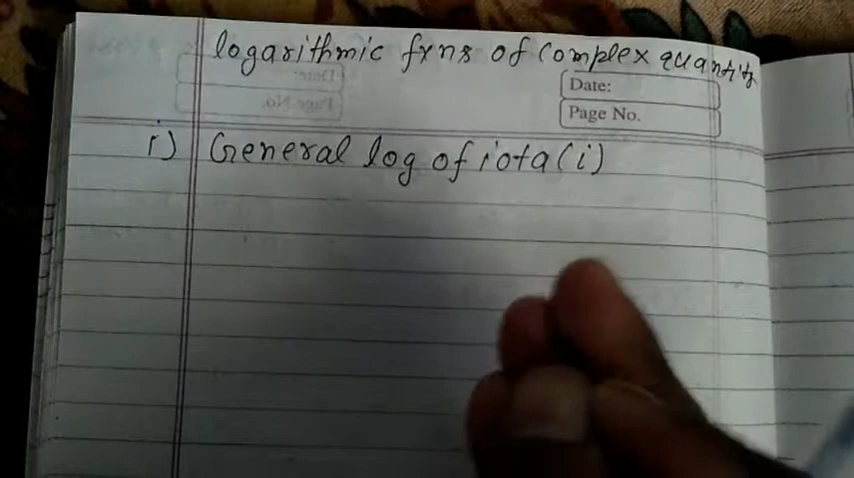 logarithmic fxns of complex quantity
Date:
Page No.
i) General log of iota (i)